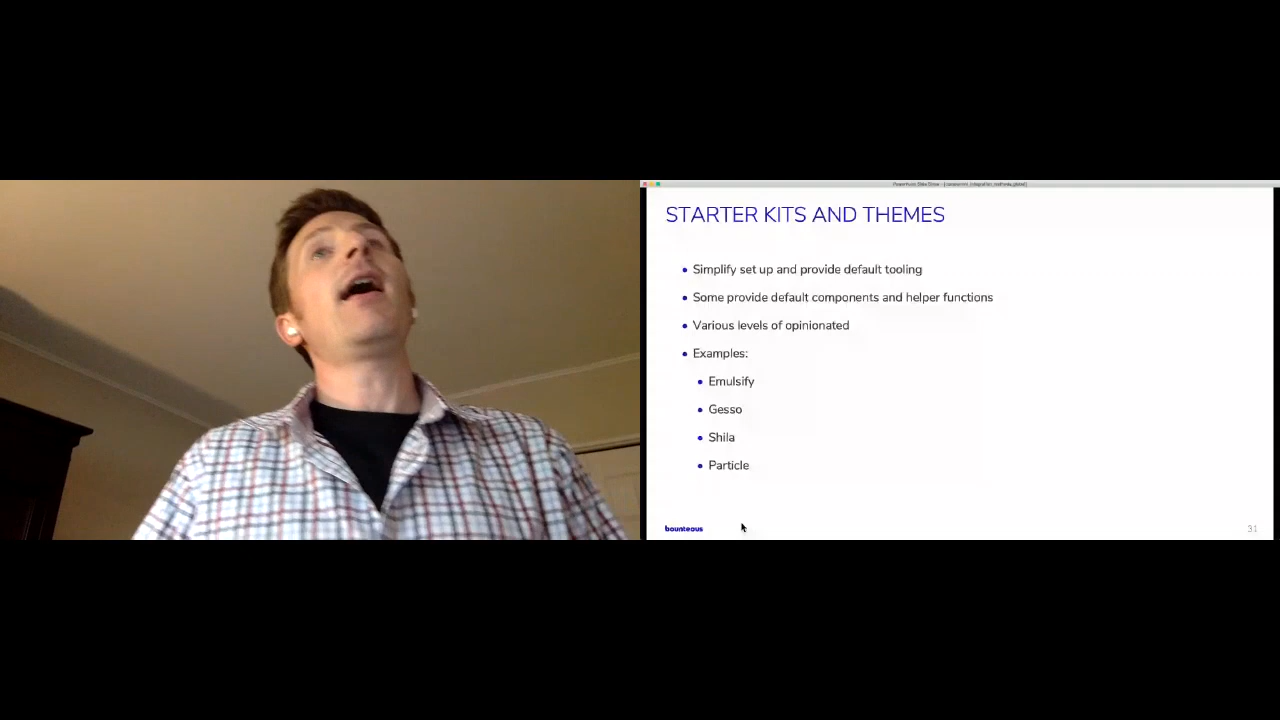 STARTER KITS AND THEMES
Simplify set up and provide default tooling
Some provide default components and helper functions
Various levels of opinionated
Examples:
Emulsify
Gesso
Shila
Particle
bounteous
31